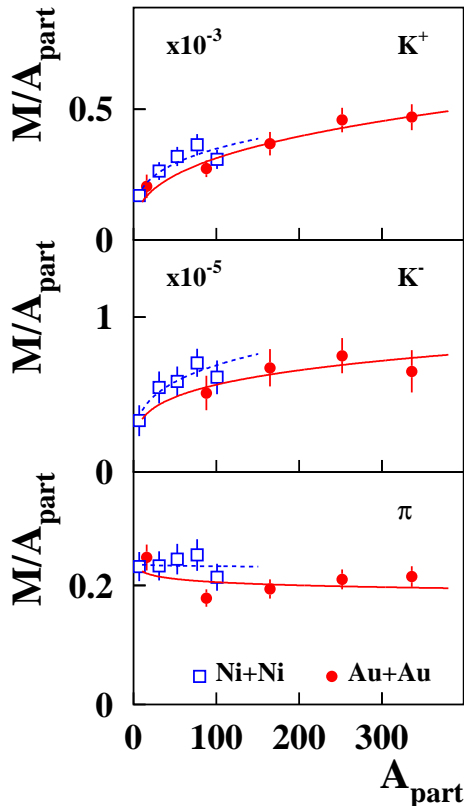 M/A_part
x10^-3
K^+
0.5
0
M/A_part
x10^-5
K^-
1
0
M/A_part
π
0.2
Ni+Ni
Au+Au
0
0
100
200
300
A_part